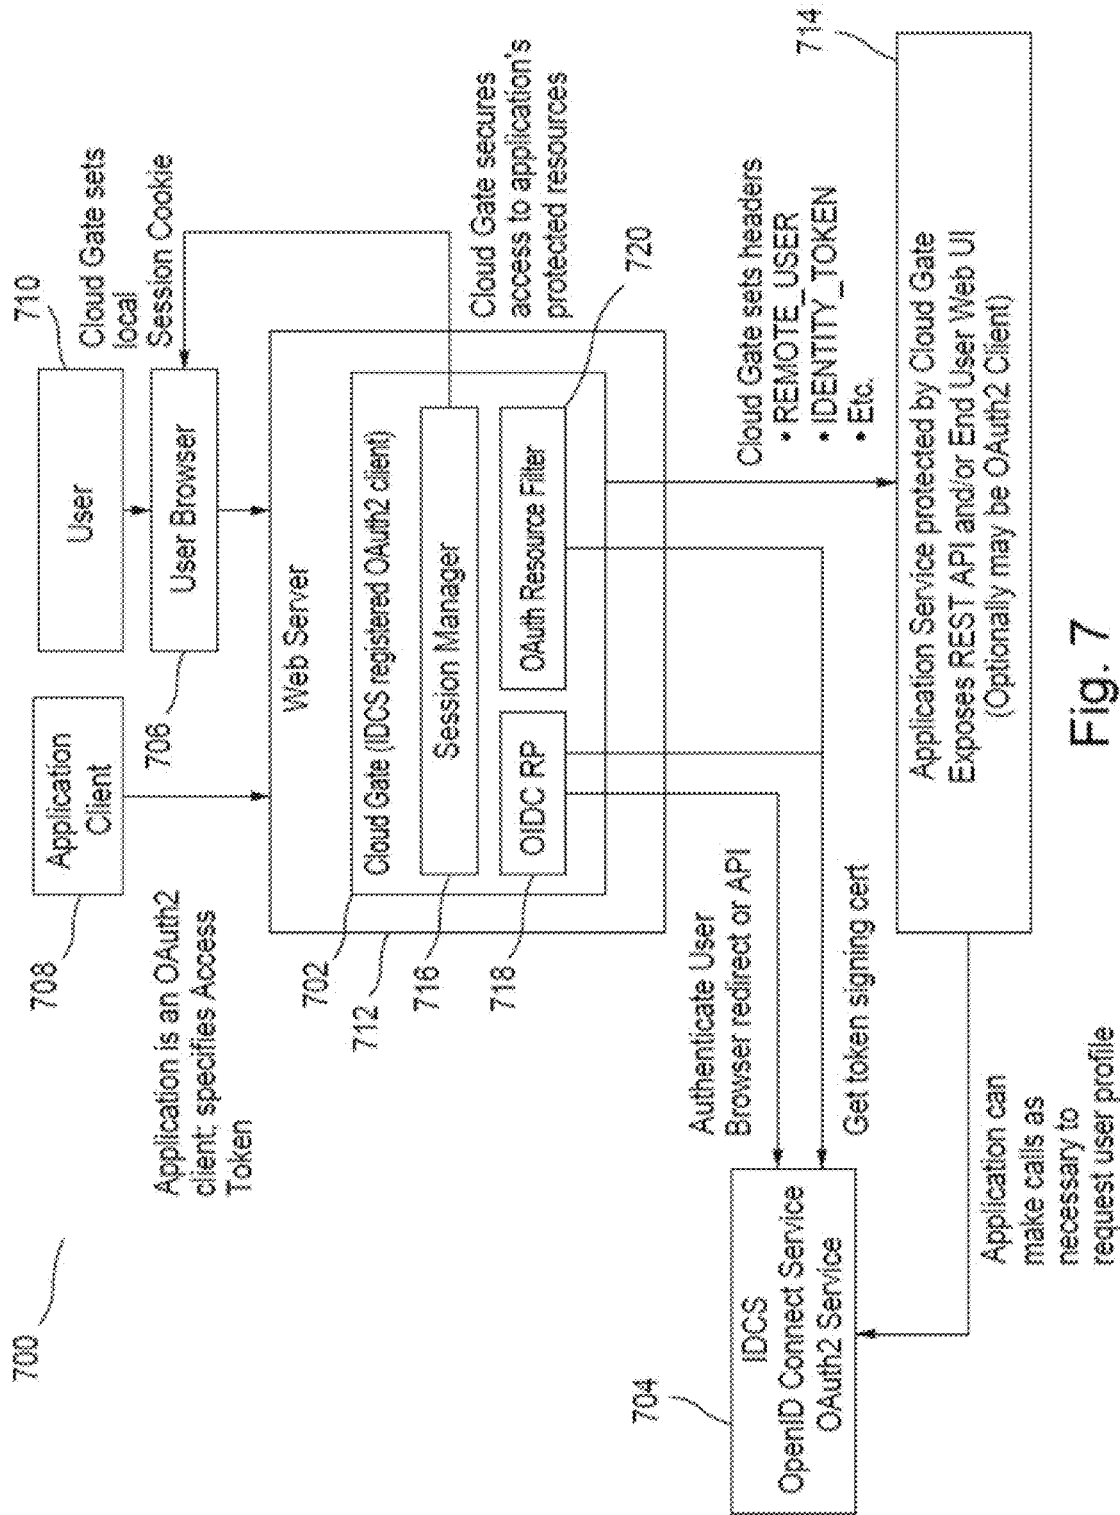 700
708
Application
Client
Application is an OAuth2
client; specifies Access
Token
710
User
706
User Browser
Cloud Gate sets
local
Session Cookie
702
712
Web Server
Cloud Gate (IDCS registered OAuth2 client)
716
Session Manager
718
OIDC RP
OAuth Resource Filter
720
Cloud Gate secures
access to application's
protected resources
Authenticate User
Browser redirect or API
Get token signing cert
Cloud Gate sets headers
• REMOTE_USER
• IDENTITY_TOKEN
• Etc.
704
IDCS
OpenID Connect Service
OAuth2 Service
714
Application Service protected by Cloud Gate
Exposes REST API and/or End User Web UI
(Optionally may be OAuth2 Client)
Application can
make calls as
necessary to
request user profile
Fig. 7